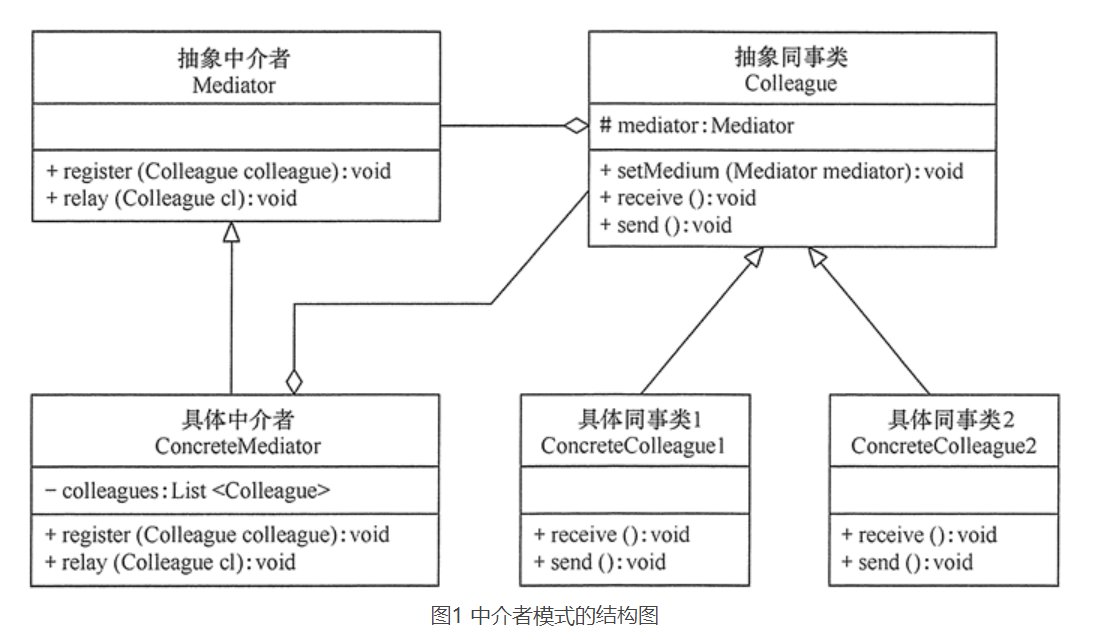 抽象中介者
Mediator
+ register (Colleague colleague):void
+ relay (Colleague cl):void
抽象同事类
Colleague
# mediator:Mediator
+ setMedium (Mediator mediator):void
+ receive ():void
+ send ():void
具体中介者
ConcreteMediator
− colleagues:List <Colleague>
+ register (Colleague colleague):void
+ relay (Colleague cl):void
具体同事类1
ConcreteColleague1
+ receive ():void
+ send ():void
具体同事类2
ConcreteColleague2
+ receive ():void
+ send ():void
图1 中介者模式的结构图